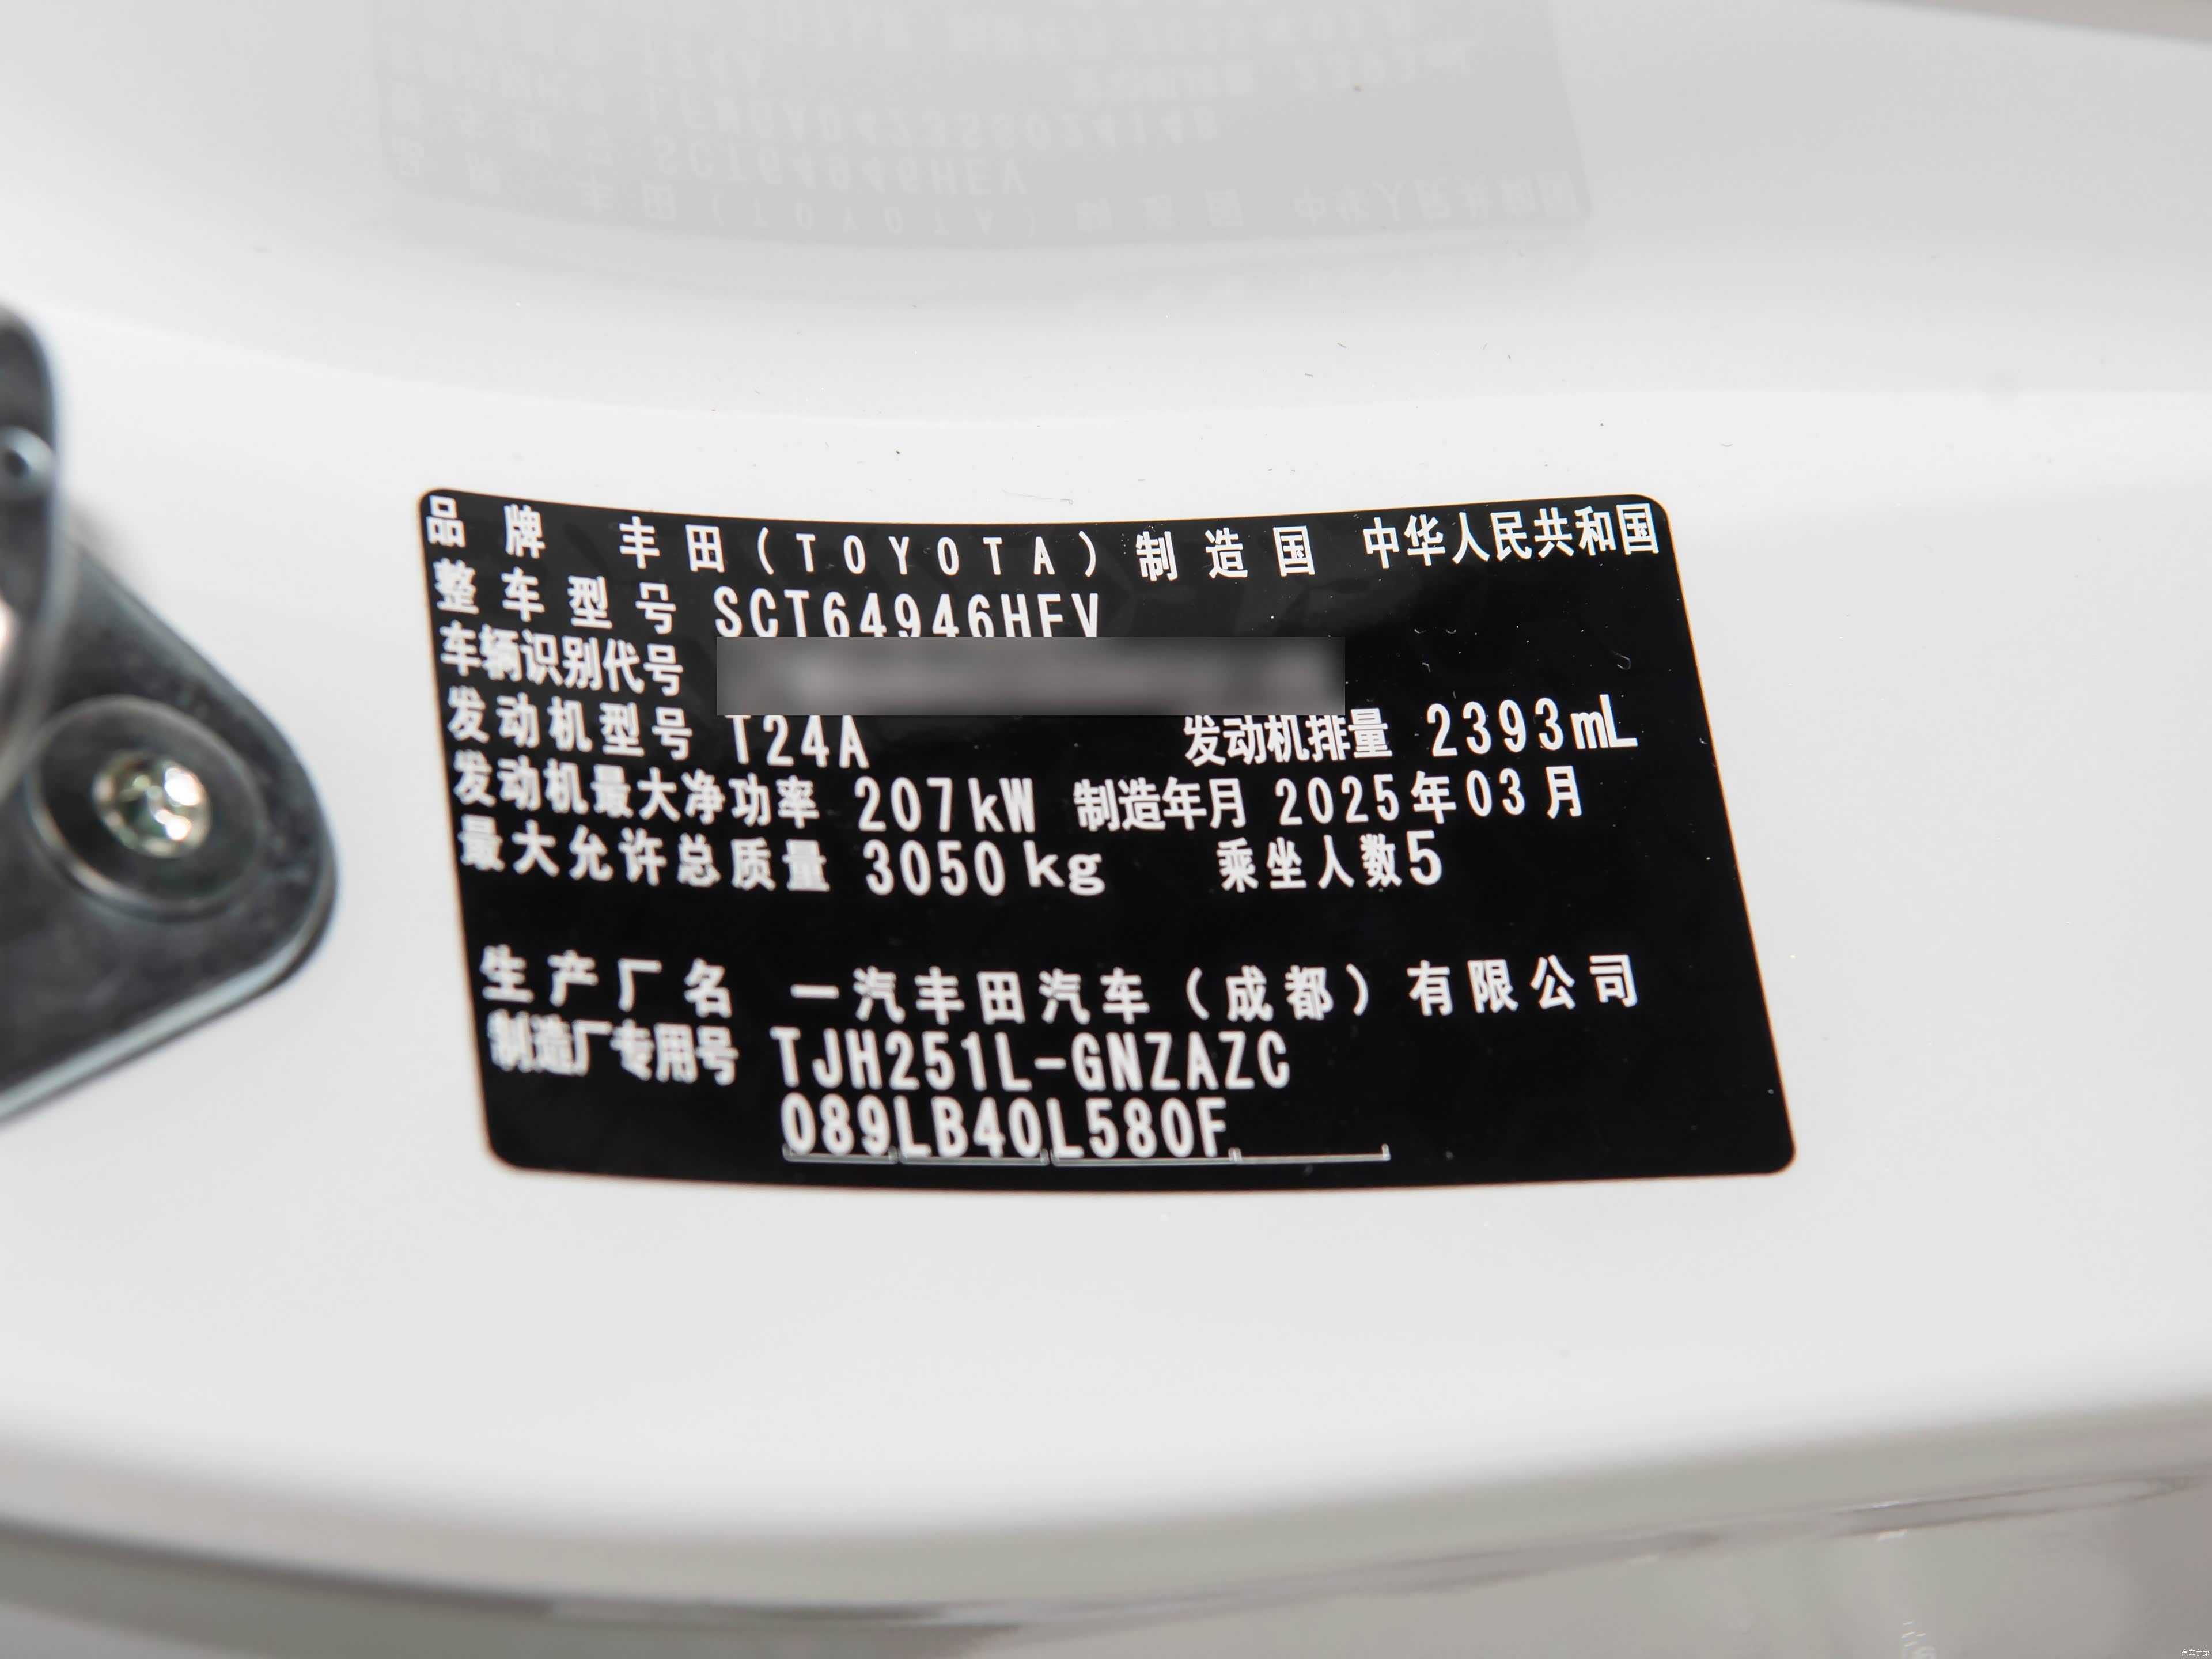 品牌 丰田(TOYOTA) 制造国 中华人民共和国
整车型号 SCT64946HEV
车辆识别代号
发动机型号 T24A 发动机排量 2393mL
发动机最大净功率 207kW 制造年月 2025年03月
最大允许总质量 3050kg 乘坐人数5
生产厂名 一汽丰田汽车(成都)有限公司
制造厂专用号 TJH251L-GNZAZC
089LB40L580F
汽车之家